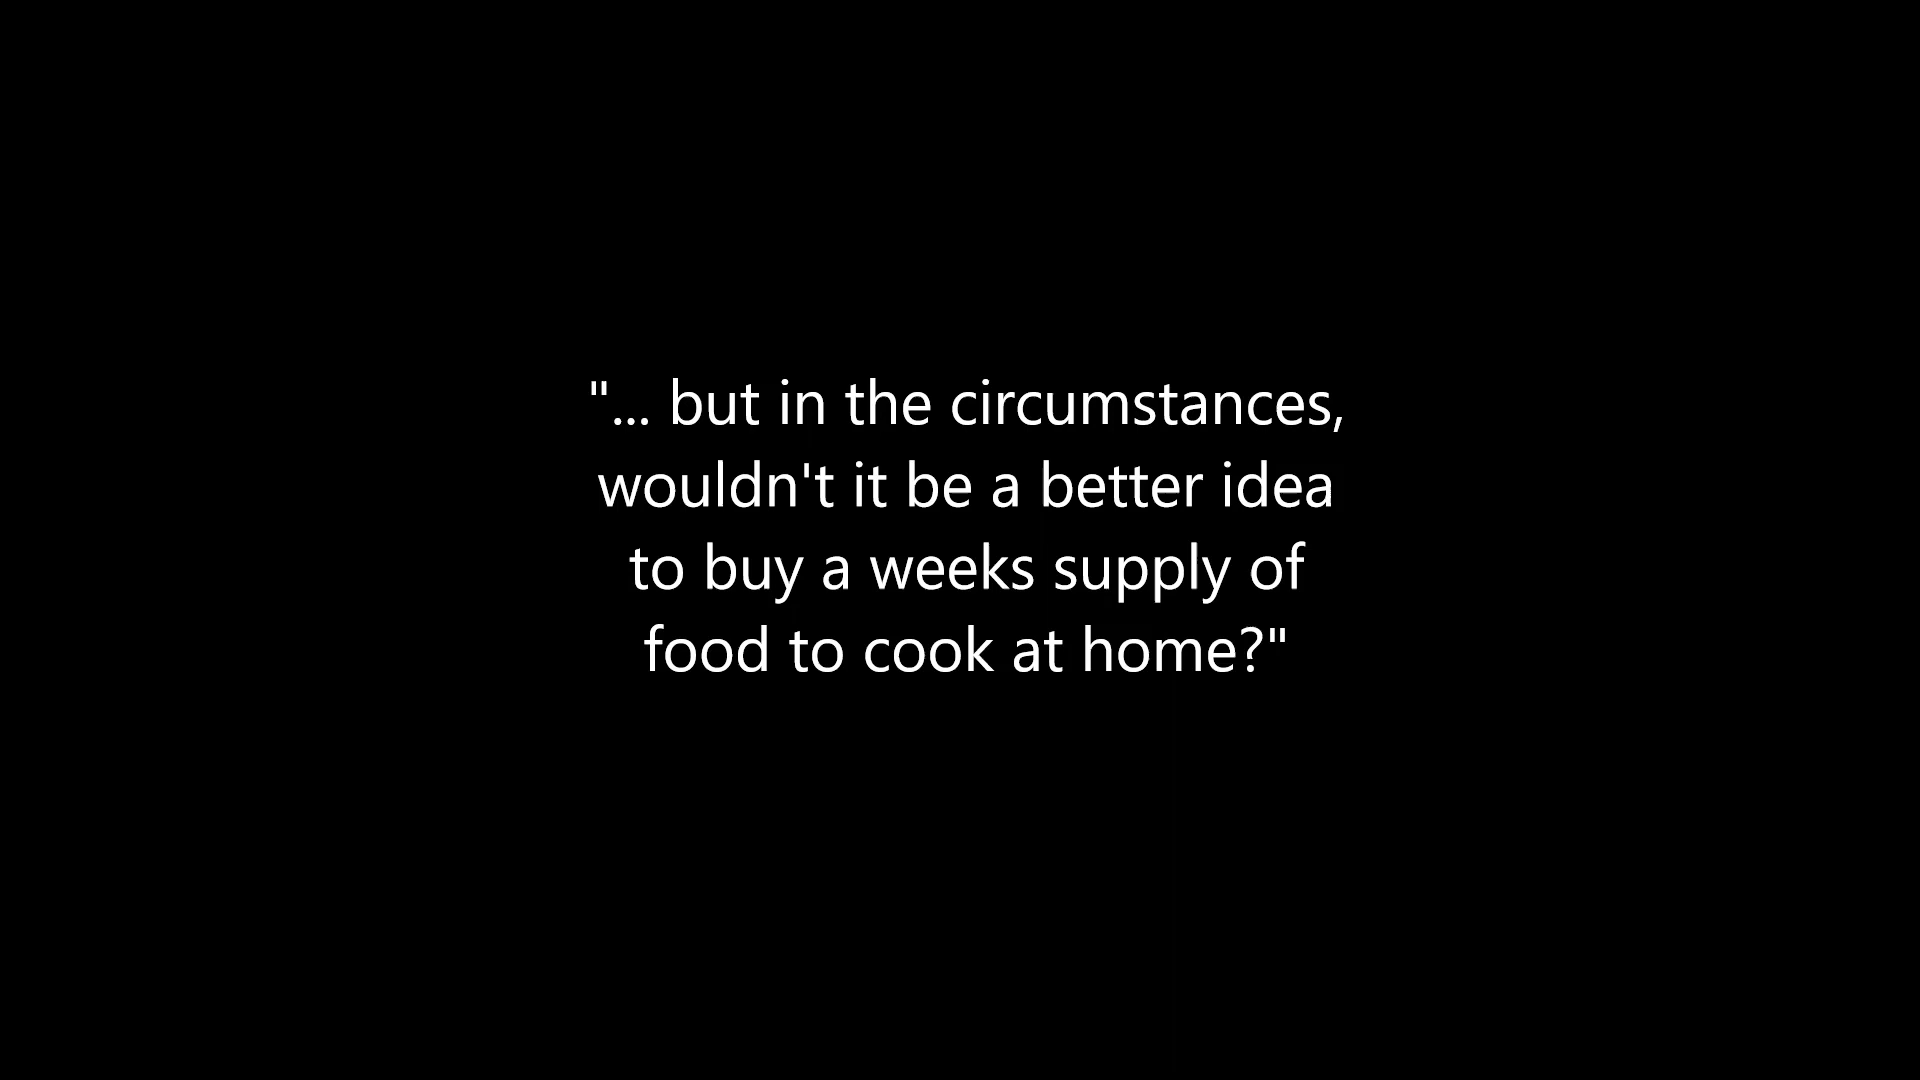 "... but in the circumstances,
wouldn't it be a better idea
to buy a weeks supply of
food to cook at home?"